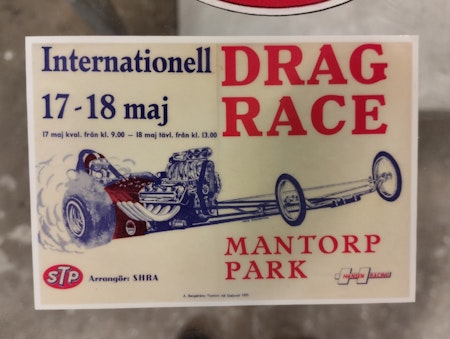 Internationell
17-18 maj
17 maj kval. från kl. 9.00 — 18 maj tävl. från kl. 13.00
DRAG
RACE
MANTORP
PARK
STP
Arrangör: SHRA